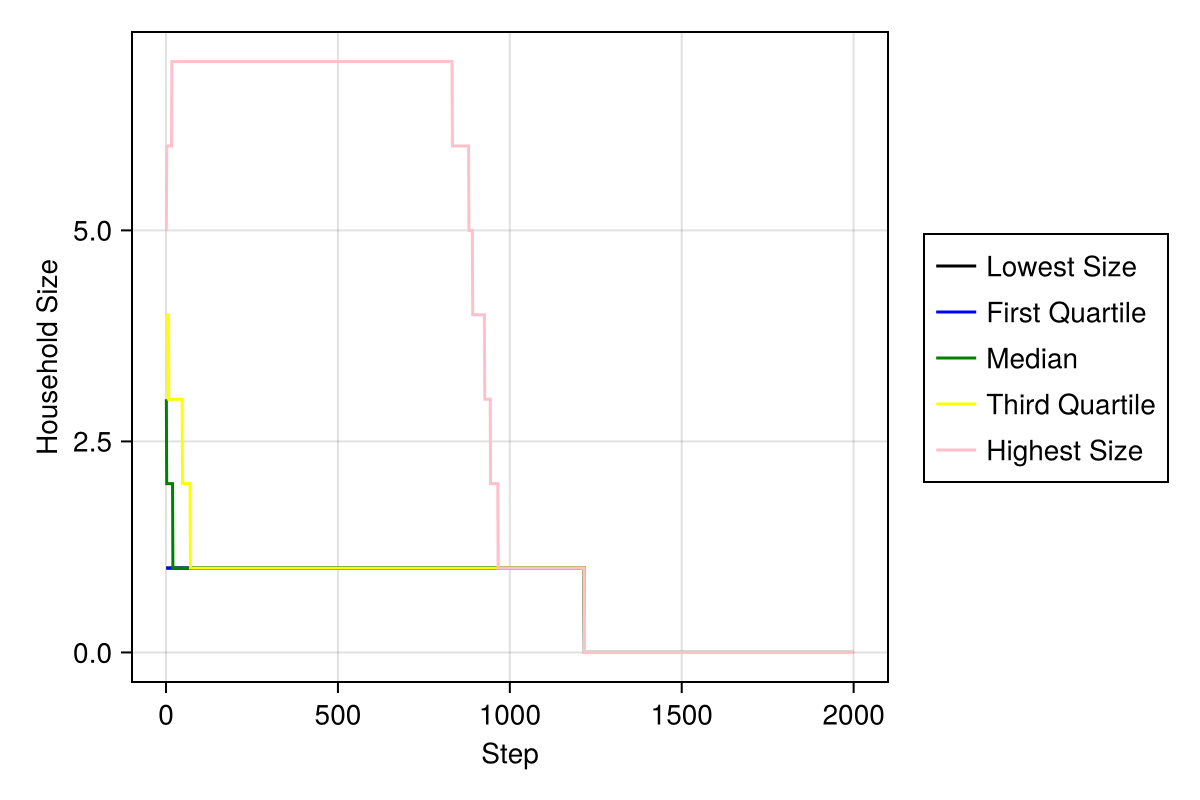 5.0
2.5
0.0
Household Size
0 500 1000 1500 2000
Step
Lowest Size
First Quartile
Median
Third Quartile
Highest Size